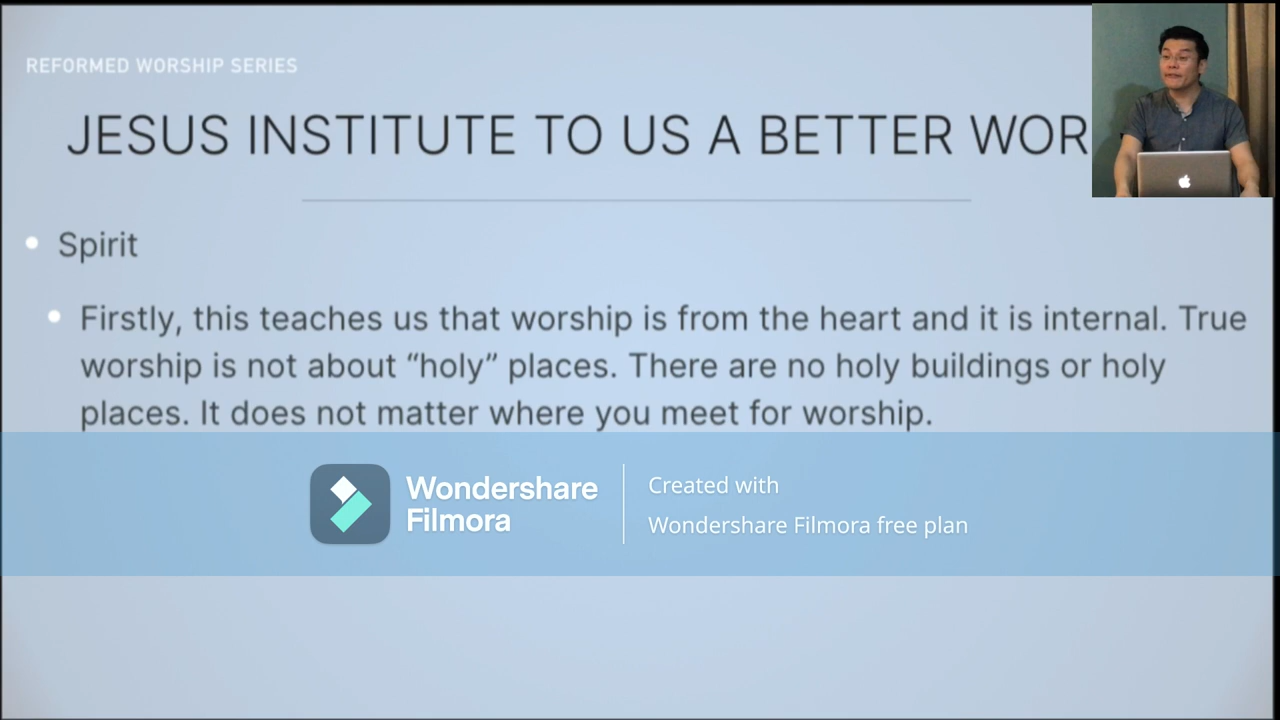 REFORMED WORSHIP SERIES
JESUS INSTITUTE TO US A BETTER WOR
Spirit
Firstly, this teaches us that worship is from the heart and it is internal. True
worship is not about “holy” places. There are no holy buildings or holy
places. It does not matter where you meet for worship.
Wondershare
Filmora
Created with
Wondershare Filmora free plan